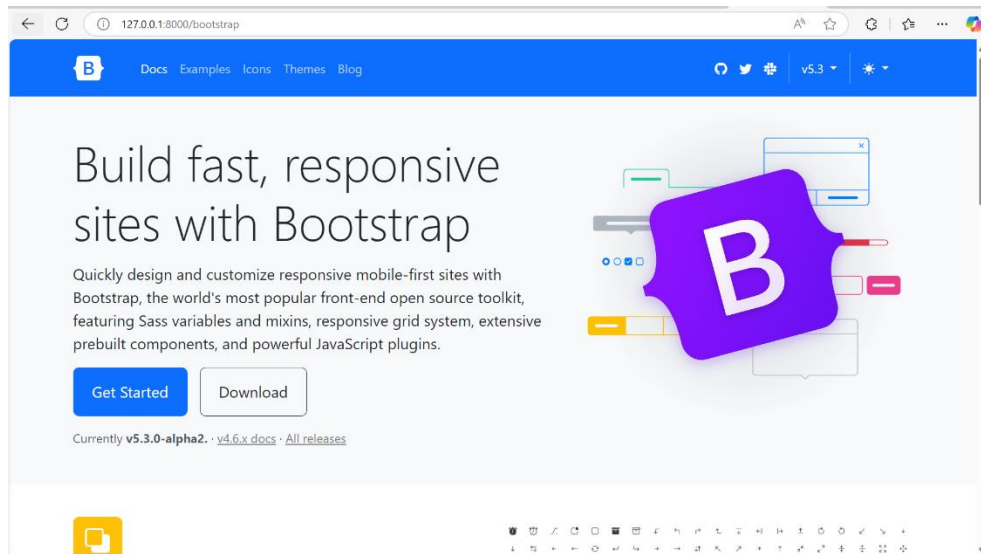 127.0.0.1:8000/bootstrap
B Docs Examples Icons Themes Blog v5.3
Build fast, responsive
sites with Bootstrap
Quickly design and customize responsive mobile-first sites with
Bootstrap, the world's most popular front-end open source toolkit,
featuring Sass variables and mixins, responsive grid system, extensive
prebuilt components, and powerful JavaScript plugins.
B
Get Started Download
Currently v5.3.0-alpha2. · v4.6.x docs · All releases